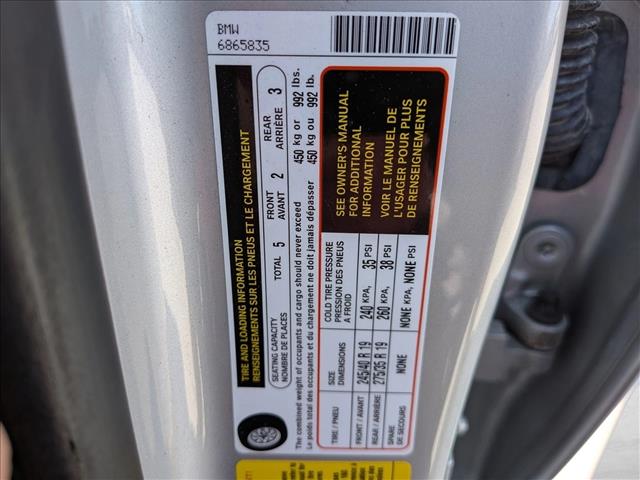 BMW
6865835
TIRE AND LOADING INFORMATION
RENSEIGNEMENTS SUR LES PNEUS ET LE CHARGEMENT
SEATING CAPACITY
NOMBRE DE PLACES
TOTAL 5
FRONT
AVANT 2
REAR
ARRIÈRE 3
The combined weight of occupants and cargo should never exceed 450 kg or 992 lbs.
Le poids total des occupants et du chargement ne doit jamais dépasser 450 kg ou 992 lb.
TIRE / PNEU
SIZE
DIMENSIONS
COLD TIRE PRESSURE
PRESSION DES PNEUS
A FROID
FRONT / AVANT 245/40 R 19 240 KPA, 35 PSI
REAR / ARRIÈRE 275/35 R 19 260 KPA, 38 PSI
SPARE
DE SECOURS NONE NONE KPA, NONE PSI
SEE OWNER'S MANUAL
FOR ADDITIONAL
INFORMATION
VOIR LE MANUEL DE
L'USAGER POUR PLUS
DE RENSEIGNEMENTS